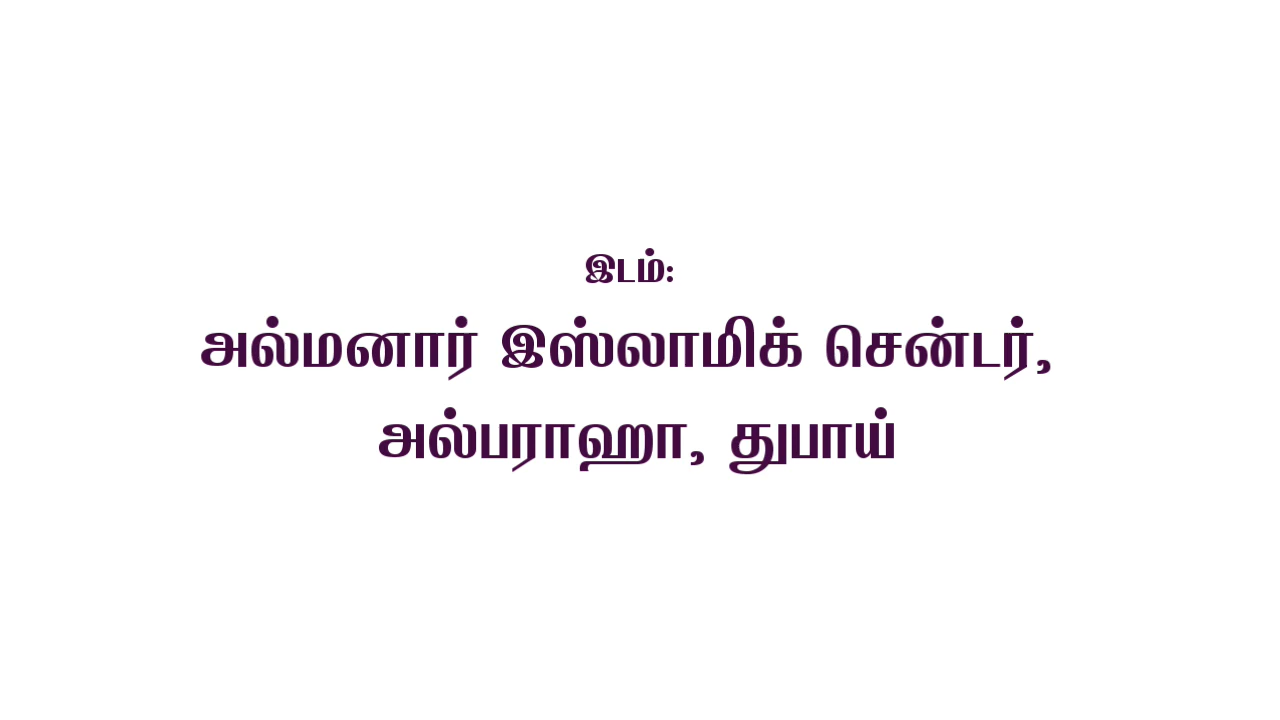 இடம்:
அல்மனார் இஸ்லாமிக் சென்டர்,
அல்பராஹா, துபாய்